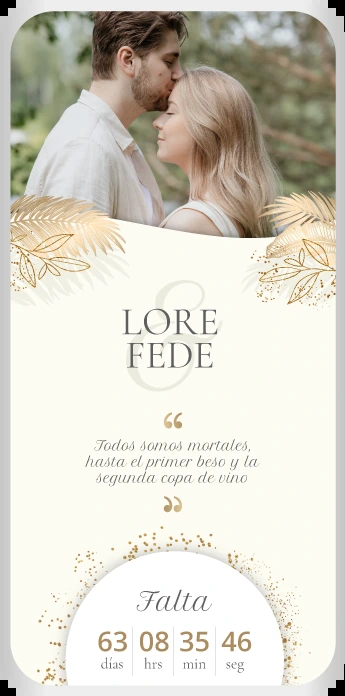 LORE
&
FEDE
“
Todos somos mortales,
hasta el primer beso y la
segunda copa de vino
”
Falta
63 08 35 46
días hrs min seg